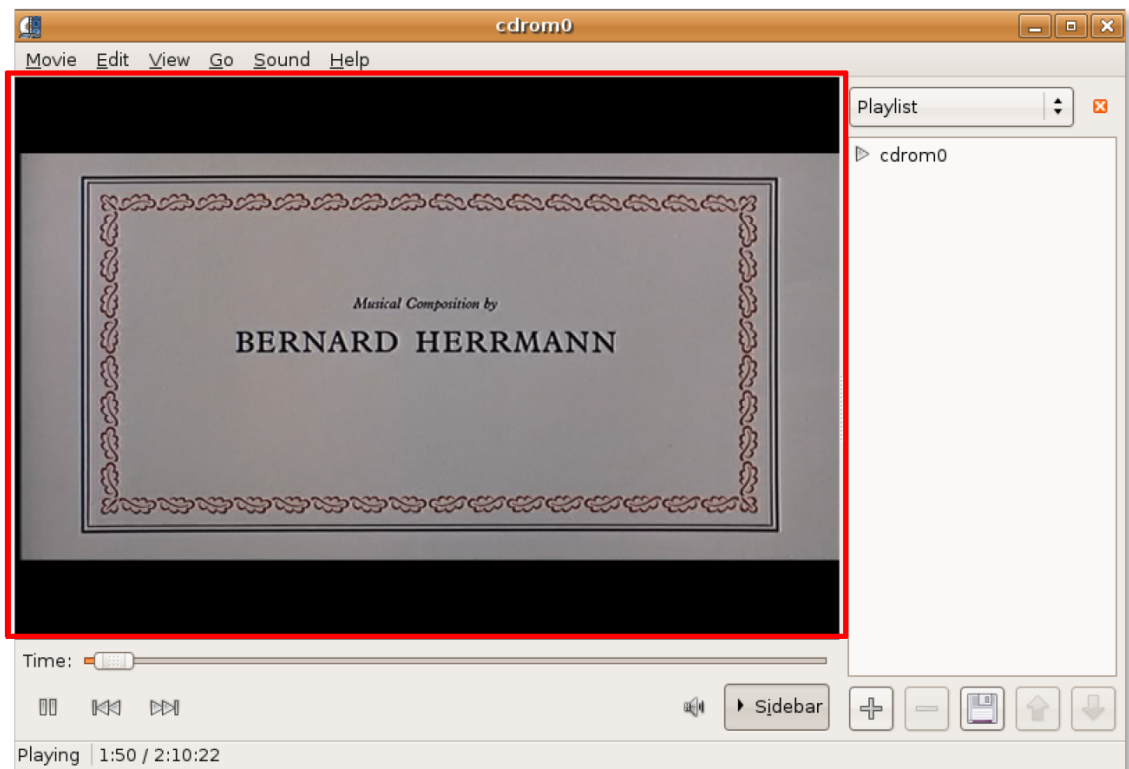 cdrom0
Movie Edit View Go Sound Help
Playlist
cdrom0
Musical Composition by
BERNARD HERRMANN
Time:
Sidebar
Playing 1:50 / 2:10:22